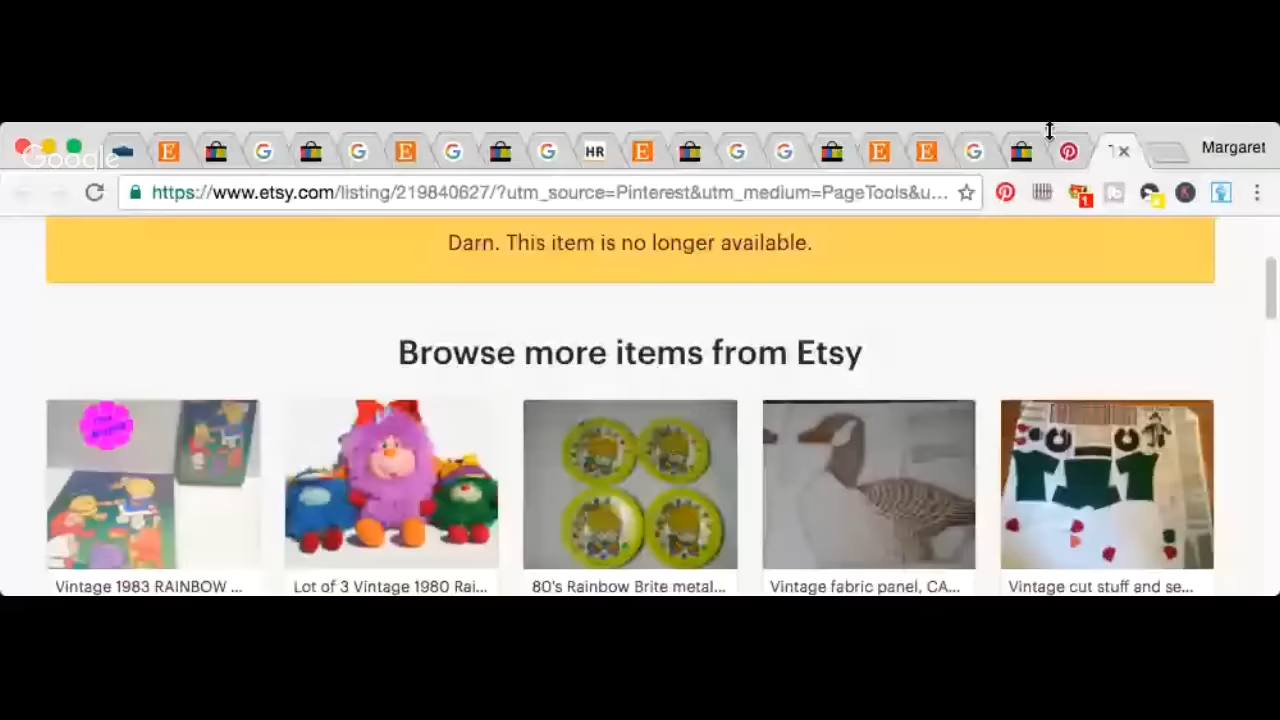 HR
Margaret
Google
https://www.etsy.com/listing/219840627/?utm_source=Pinterest&utm_medium=PageTools&u...
1
Darn. This item is no longer available.
Browse more items from Etsy
Vintage 1983 RAINBOW ...
Lot of 3 Vintage 1980 Rai...
80's Rainbow Brite metal...
Vintage fabric panel, CA...
Vintage cut stuff and se...